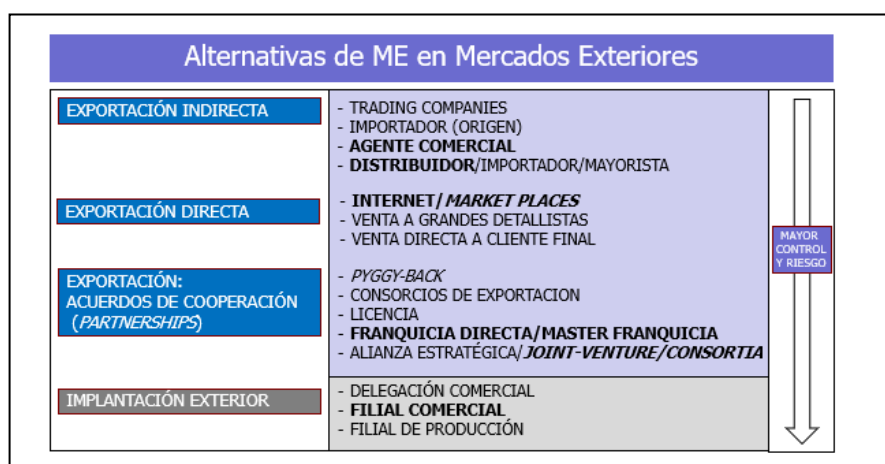 Alternativas de ME en Mercados Exteriores
EXPORTACIÓN INDIRECTA
- TRADING COMPANIES
- IMPORTADOR (ORIGEN)
- AGENTE COMERCIAL
- DISTRIBUIDOR/IMPORTADOR/MAYORISTA
EXPORTACIÓN DIRECTA
- INTERNET/MARKET PLACES
- VENTA A GRANDES DETALLISTAS
- VENTA DIRECTA A CLIENTE FINAL
EXPORTACIÓN:
ACUERDOS DE COOPERACIÓN
(PARTNERSHIPS)
- PYGGY-BACK
- CONSORCIOS DE EXPORTACION
- LICENCIA
- FRANQUICIA DIRECTA/MASTER FRANQUICIA
- ALIANZA ESTRATÉGICA/JOINT-VENTURE/CONSORTIA
IMPLANTACIÓN EXTERIOR
- DELEGACIÓN COMERCIAL
- FILIAL COMERCIAL
- FILIAL DE PRODUCCIÓN
MAYOR
CONTROL
Y RIESGO